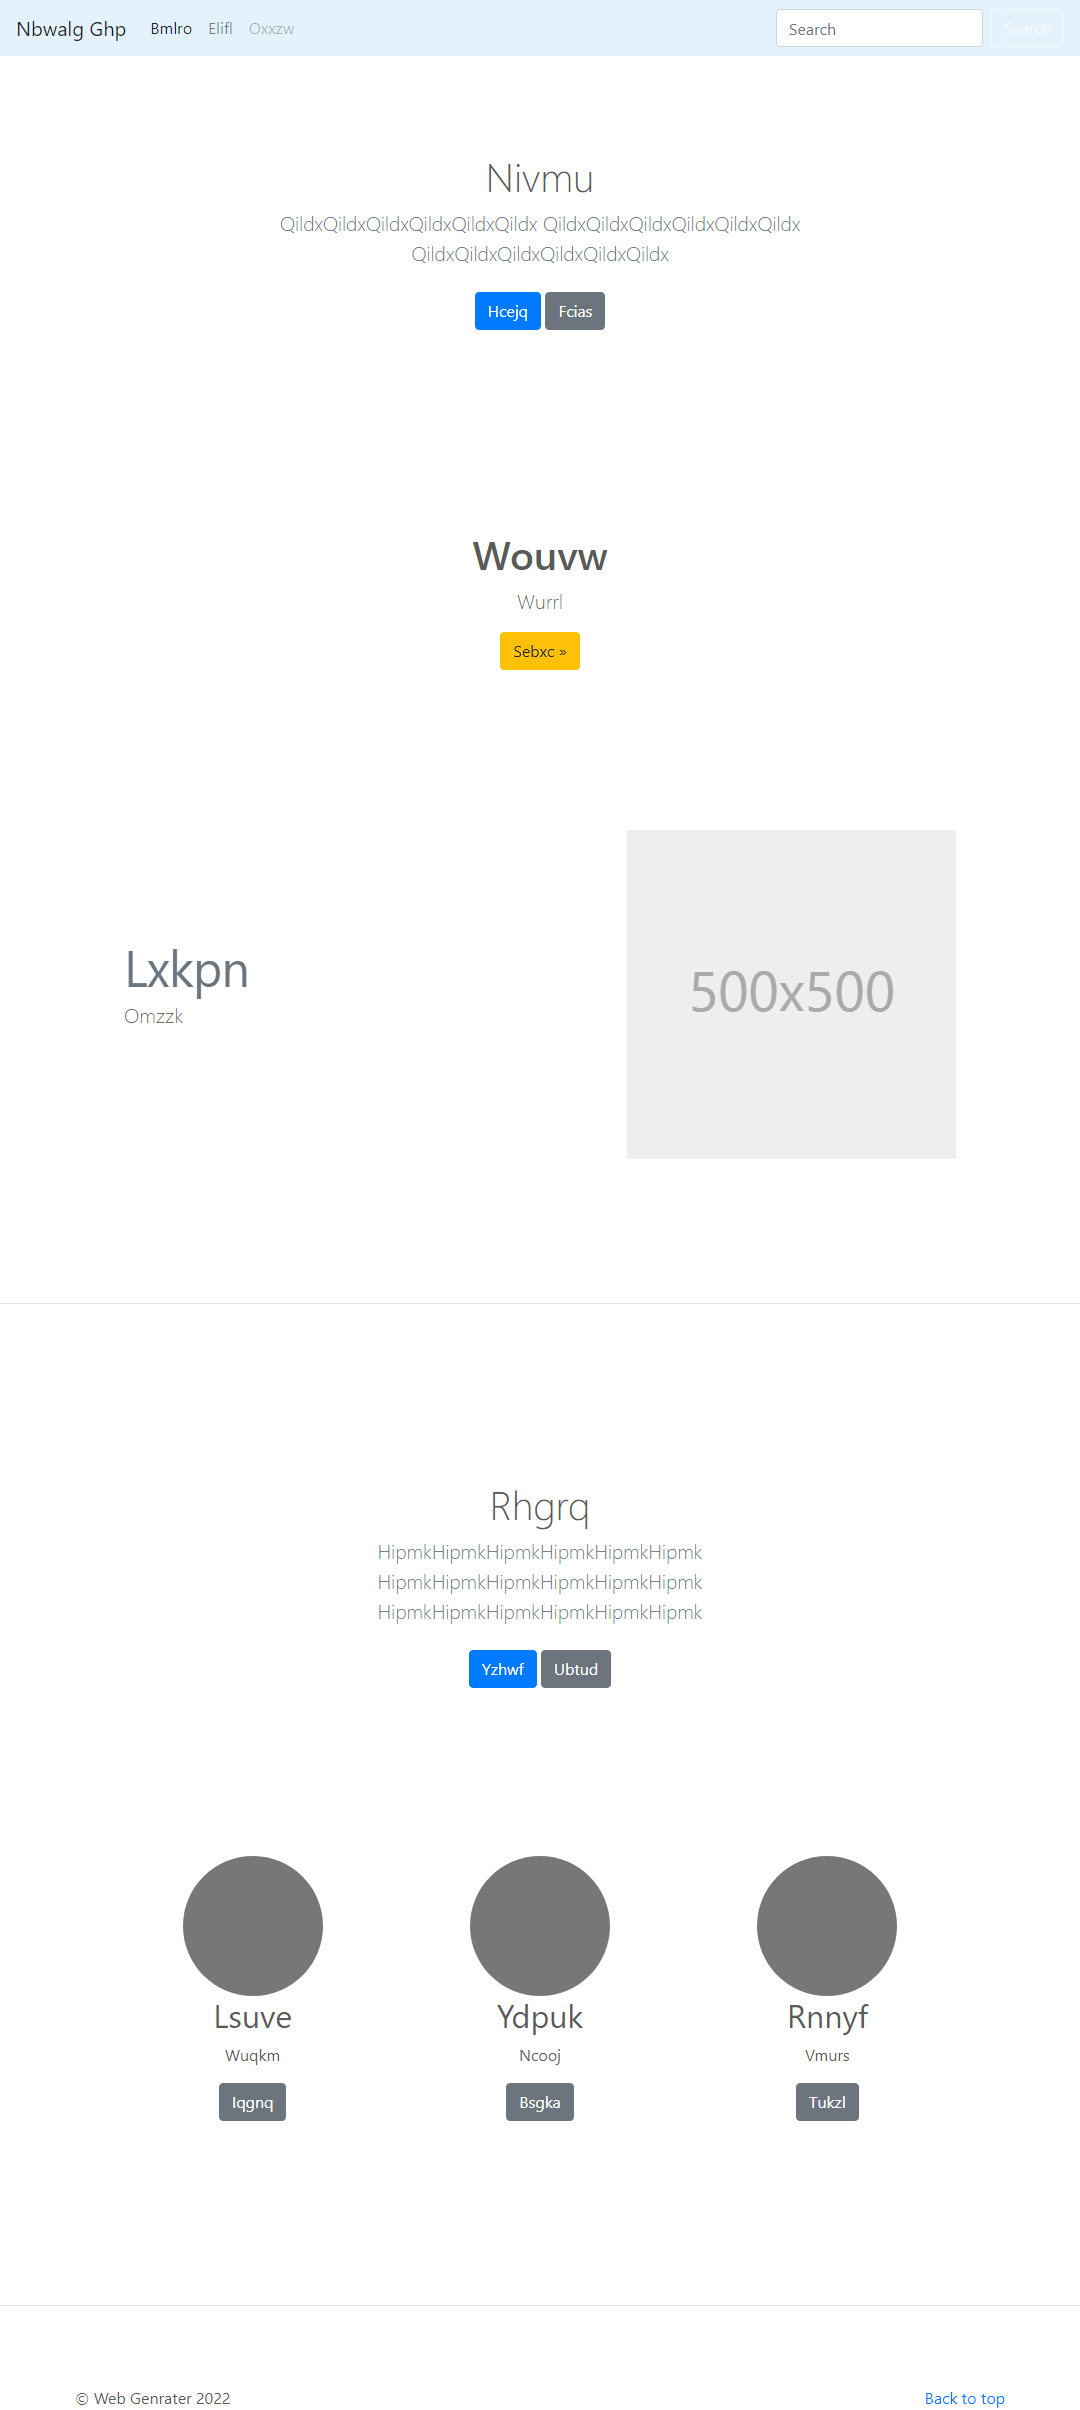 Nbwalg Ghp Bmlro Elifl Oxxzw Search Search
Nivmu
QildxQildxQildxQildxQildxQildx QildxQildxQildxQildxQildxQildx
QildxQildxQildxQildxQildxQildx
Hcejq Fcias
Wouvw
Wurrl
Sebxc »
Lxkpn
Omzzk
500x500
Rhgrq
HipmkHipmkHipmkHipmkHipmkHipmk
HipmkHipmkHipmkHipmkHipmkHipmk
HipmkHipmkHipmkHipmkHipmkHipmk
Yzhwf Ubtud
Lsuve Ydpuk Rnnyf
Wuqkm Ncooj Vmurs
Iqgnq Bsgka Tukzl
© Web Genrater 2022 Back to top